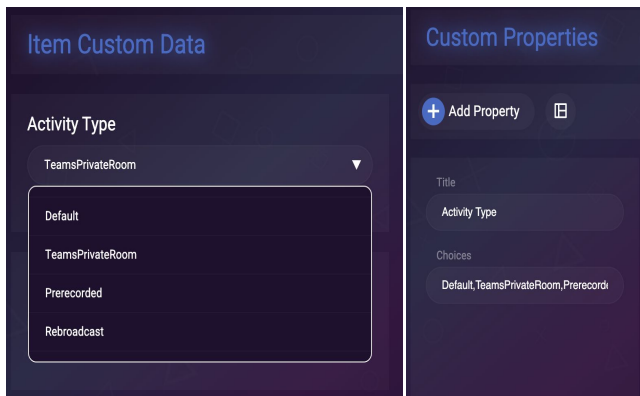 Item Custom Data
Activity Type
TeamsPrivateRoom
Default
TeamsPrivateRoom
Prerecorded
Rebroadcast
Custom Properties
Add Property
Title
Activity Type
Choices
Default,TeamsPrivateRoom,Prerecorde